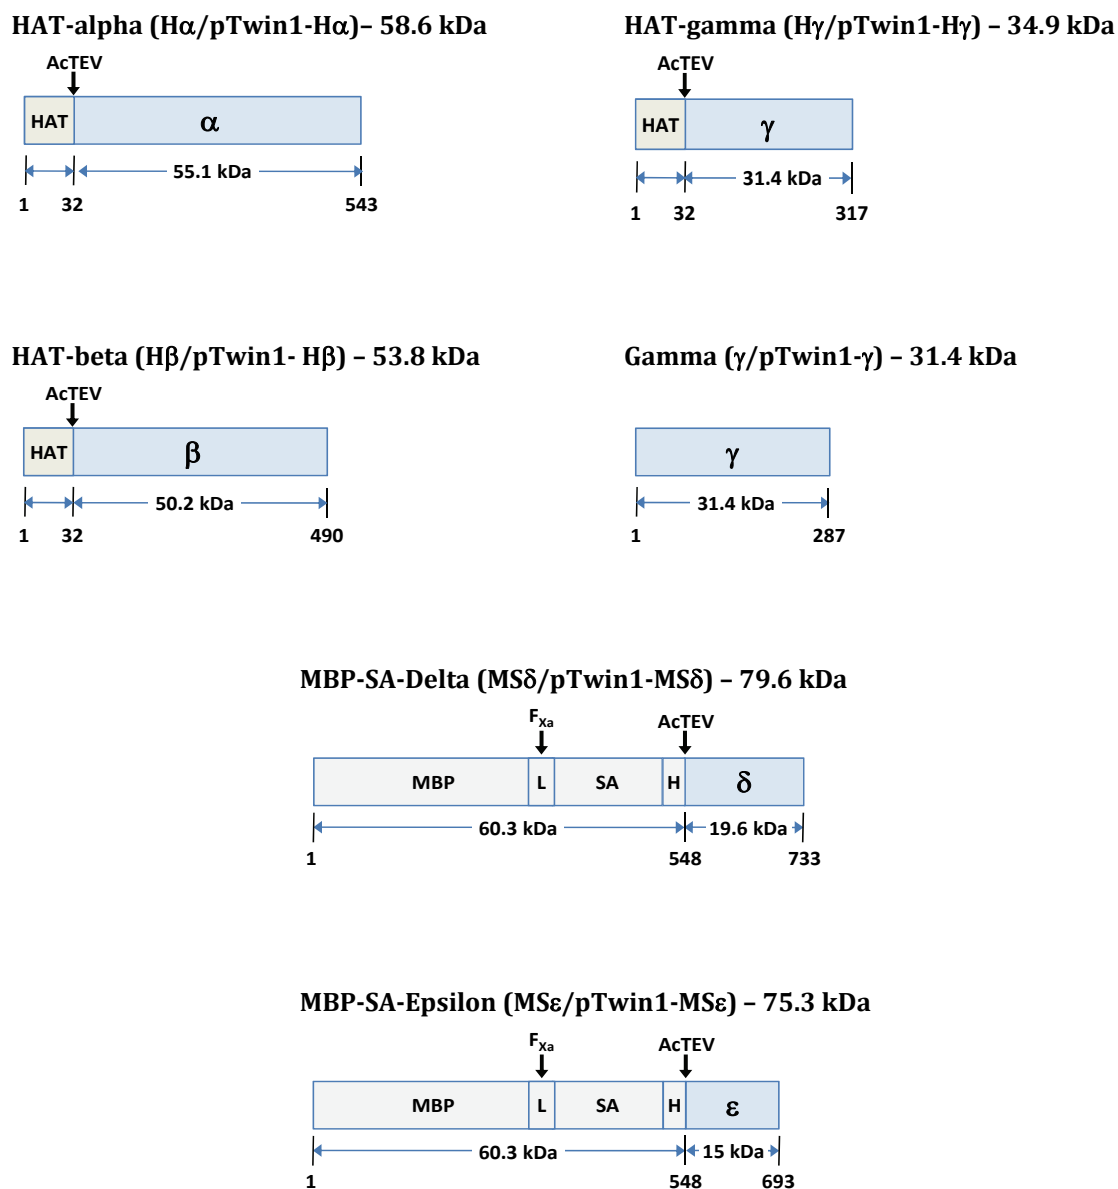 HAT-alpha (Hα/pTwin1-Hα)– 58.6 kDa
AcTEV
HAT α
55.1 kDa
1 32 543
HAT-gamma (Hγ/pTwin1-Hγ) – 34.9 kDa
AcTEV
HAT γ
31.4 kDa
1 32 317
HAT-beta (Hβ/pTwin1- Hβ) – 53.8 kDa
AcTEV
HAT β
50.2 kDa
1 32 490
Gamma (γ/pTwin1-γ) – 31.4 kDa
γ
31.4 kDa
1 287
MBP-SA-Delta (MSδ/pTwin1-MSδ) – 79.6 kDa
FXa AcTEV
MBP L SA H δ
60.3 kDa 19.6 kDa
1 548 733
MBP-SA-Epsilon (MSε/pTwin1-MSε) – 75.3 kDa
FXa AcTEV
MBP L SA H ε
60.3 kDa 15 kDa
1 548 693